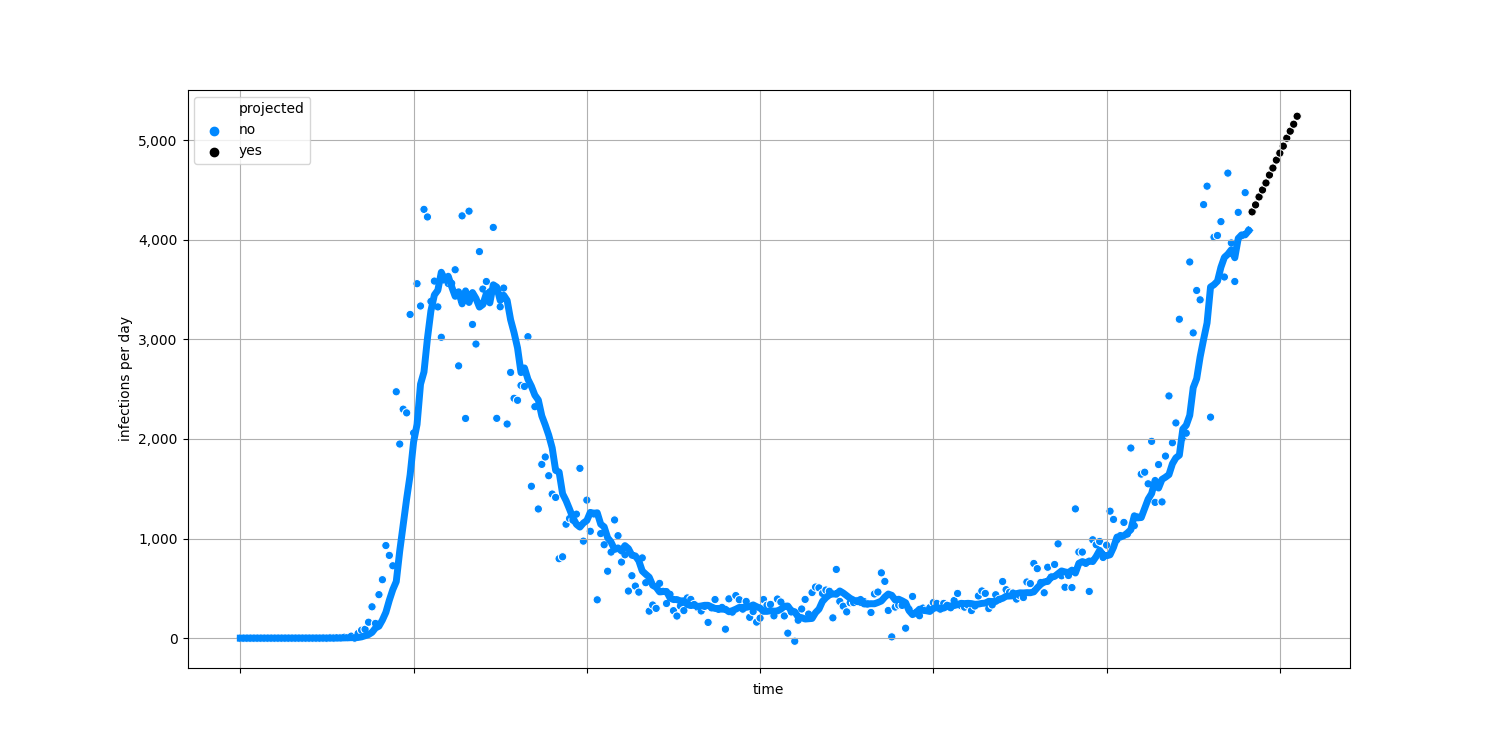 projected
no
yes
5,000
4,000
3,000
2,000
1,000
0
infections per day
time